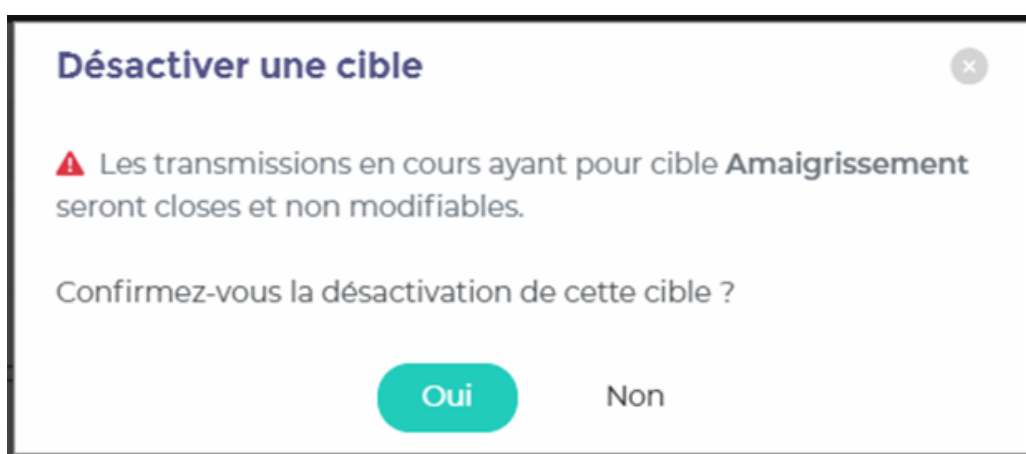 Désactiver une cible
Les transmissions en cours ayant pour cible Amaigrissement
seront closes et non modifiables.
Confirmez-vous la désactivation de cette cible ?
Oui Non